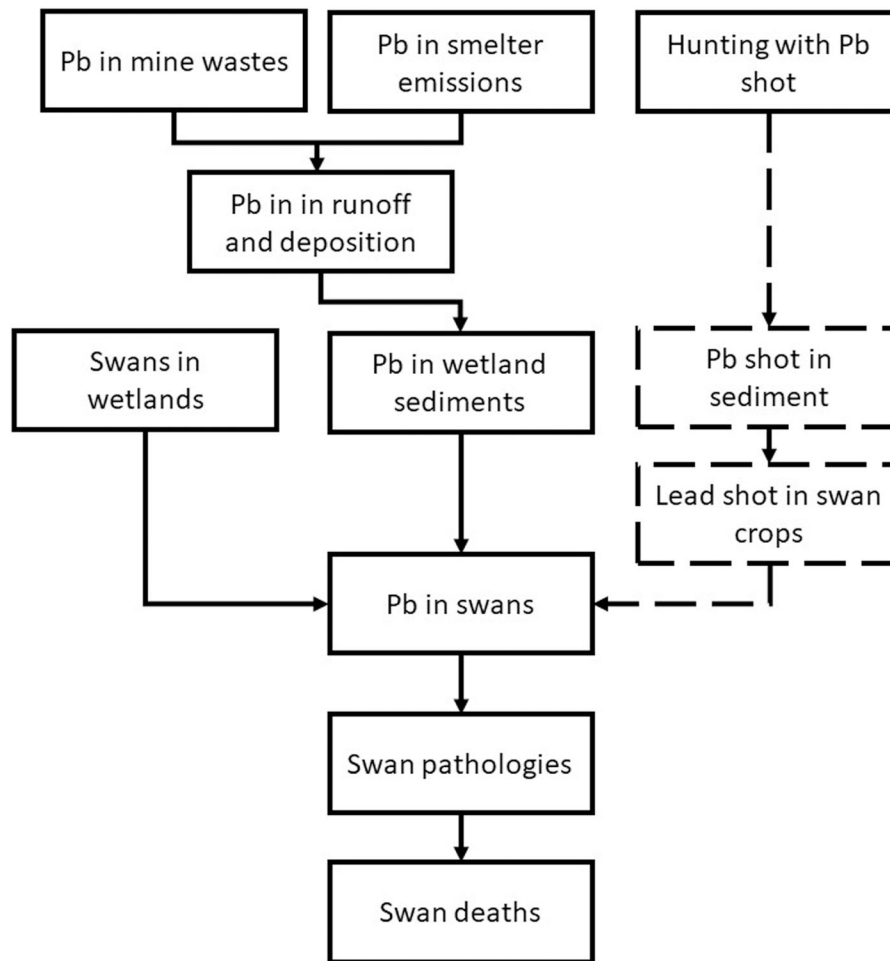 Pb in mine wastes
Pb in smelter
emissions
Hunting with Pb
shot
Pb in in runoff
and deposition
Swans in
wetlands
Pb in wetland
sediments
Pb shot in
sediment
Lead shot in swan
crops
Pb in swans
Swan pathologies
Swan deaths